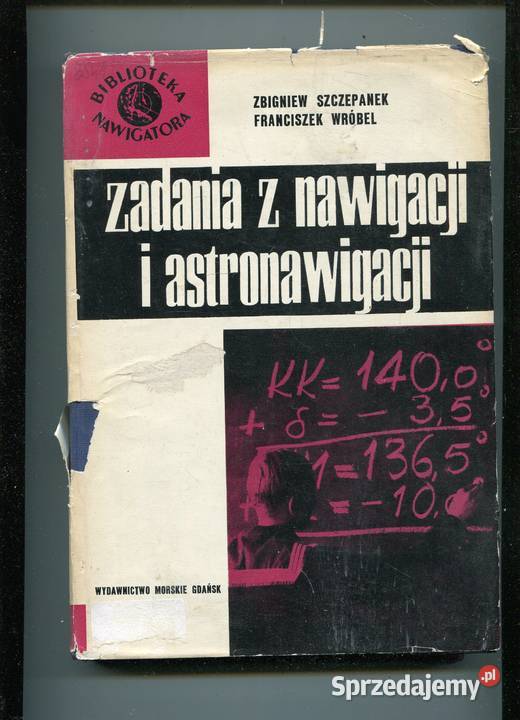 BIBLIOTEKA
NAWIGATORA
ZBIGNIEW SZCZEPANEK
FRANCISZEK WRÓBEL
zadania z nawigacji
i astronawigacji
KK = 140,0°
+ δ = - 3,5°
= 136,5°
= -10,
WYDAWNICTWO MORSKIE GDAŃSK
Sprzedajemy.pl